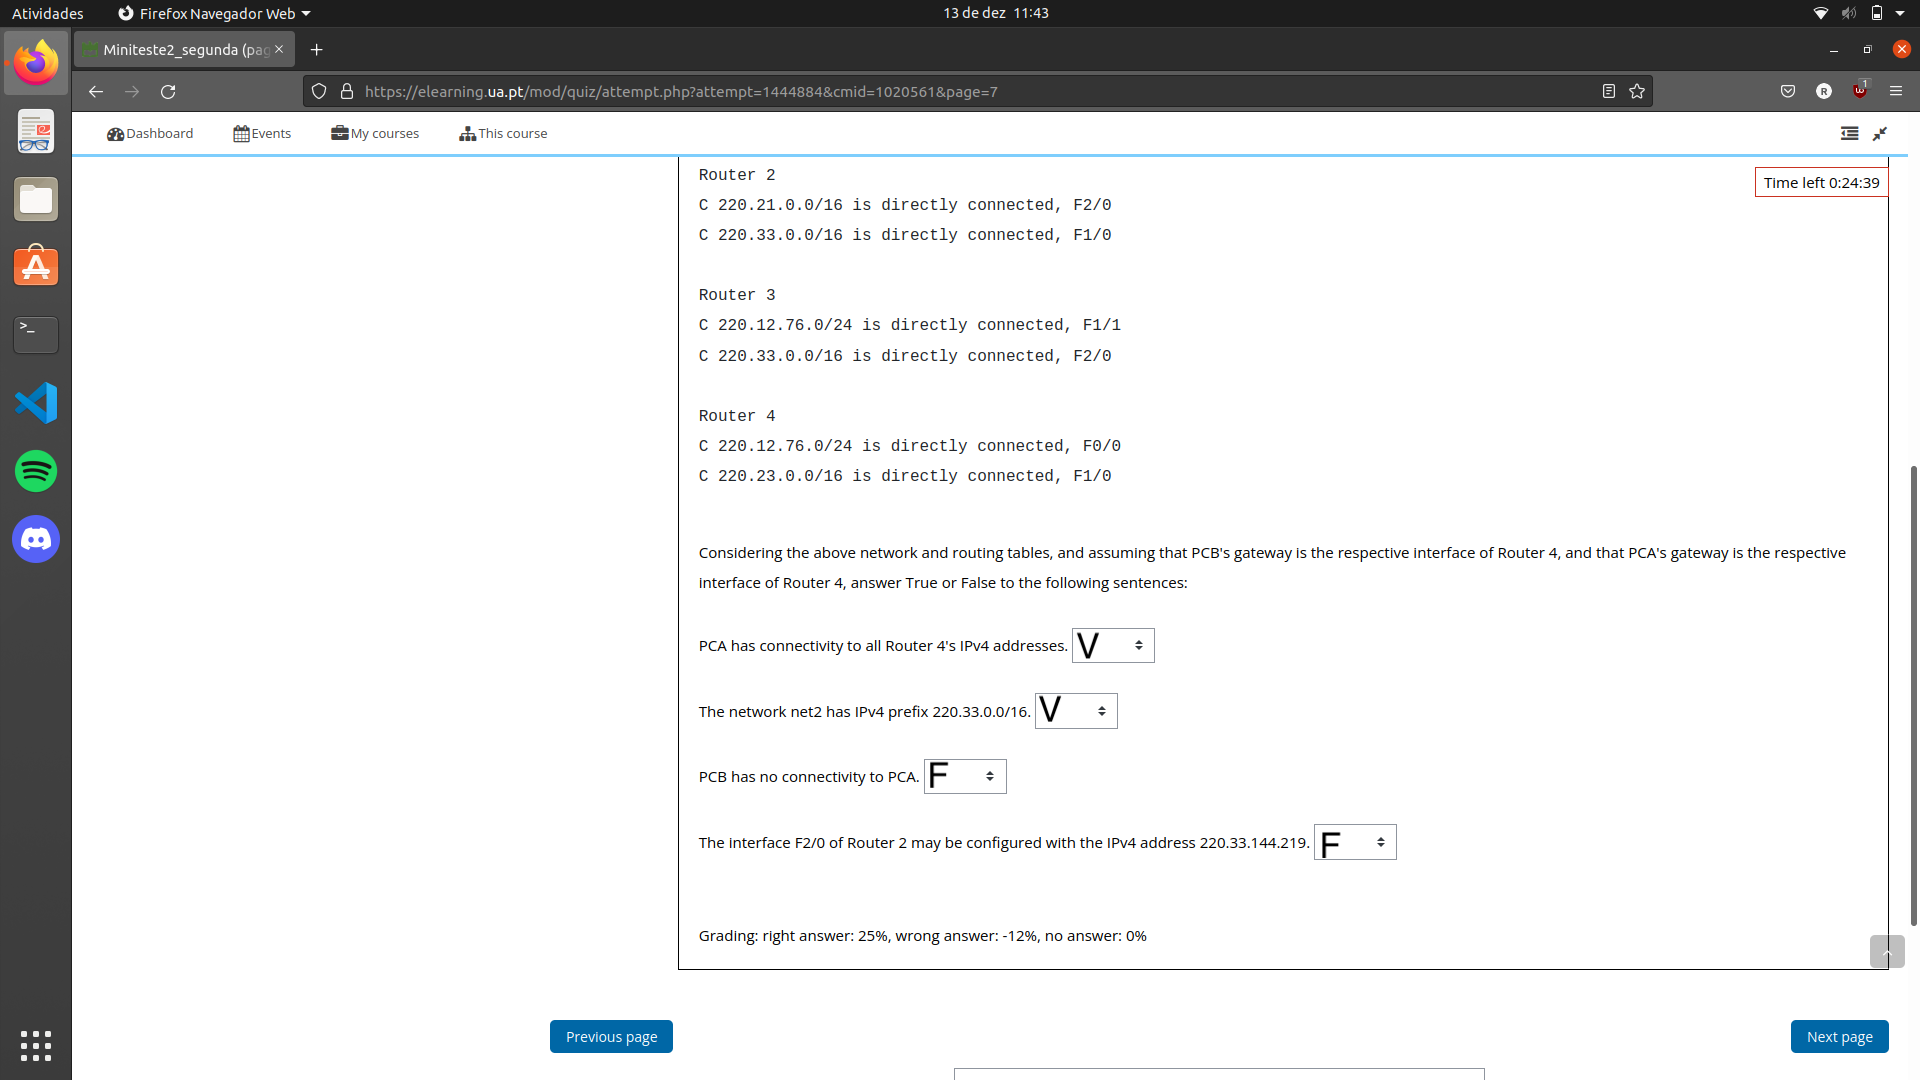 Atividades
Firefox Navegador Web
13 de dez 11:43
Miniteste2_segunda (pag
https://elearning.ua.pt/mod/quiz/attempt.php?attempt=1444884&cmid=1020561&page=7
R
1
Dashboard
Events
My courses
This course
Time left 0:24:39
Router 2
C 220.21.0.0/16 is directly connected, F2/0
C 220.33.0.0/16 is directly connected, F1/0
Router 3
C 220.12.76.0/24 is directly connected, F1/1
C 220.33.0.0/16 is directly connected, F2/0
Router 4
C 220.12.76.0/24 is directly connected, F0/0
C 220.23.0.0/16 is directly connected, F1/0
Considering the above network and routing tables, and assuming that PCB's gateway is the respective interface of Router 4, and that PCA's gateway is the respective
interface of Router 4, answer True or False to the following sentences:
PCA has connectivity to all Router 4's IPv4 addresses. V
The network net2 has IPv4 prefix 220.33.0.0/16. V
PCB has no connectivity to PCA. F
The interface F2/0 of Router 2 may be configured with the IPv4 address 220.33.144.219. F
Grading: right answer: 25%, wrong answer: -12%, no answer: 0%
Previous page
Next page